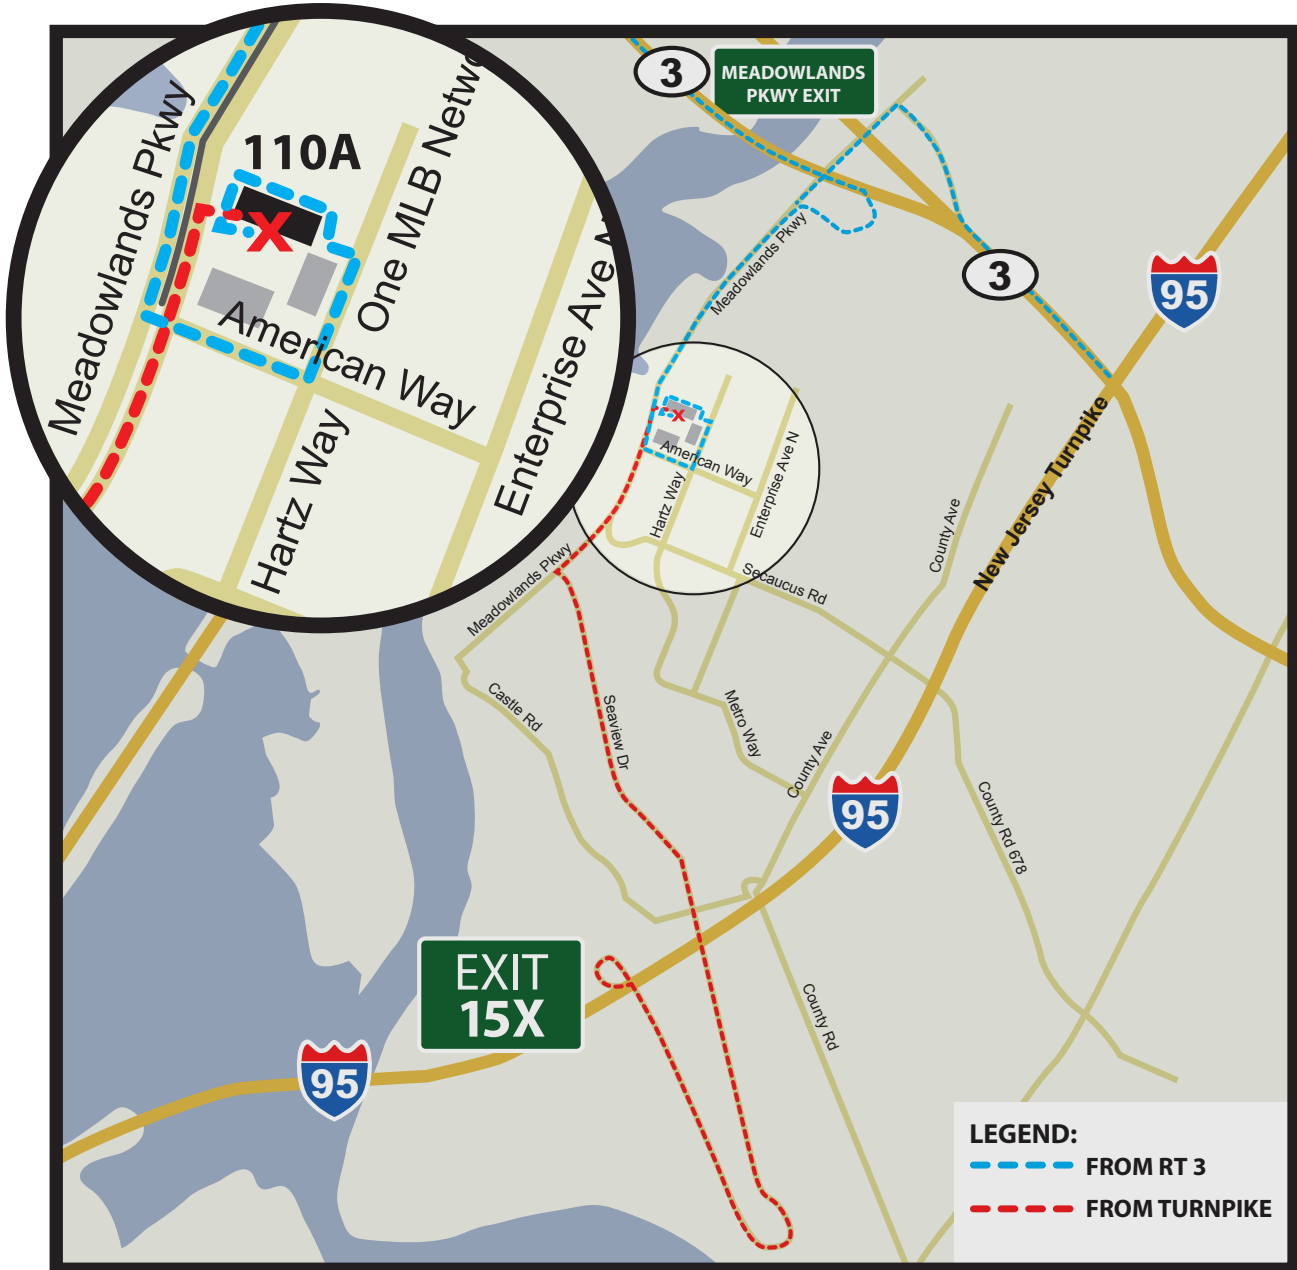 Meadowlands Pkwy
110A
One MLB Netwo
American Way
Enterprise Ave N
Hartz Way
3
MEADOWLANDS
PKWY EXIT
Meadowlands Pkwy
3
95
American Way
Hartz Way
Enterprise Ave N
County Ave
New Jersey Turnpike
Meadowlands Pkwy
Secaucus Rd
Castle Rd
Seaview Dr
Metro Way
County Ave
95
County Rd 678
EXIT
15X
County Rd
95
LEGEND:
FROM RT 3
FROM TURNPIKE